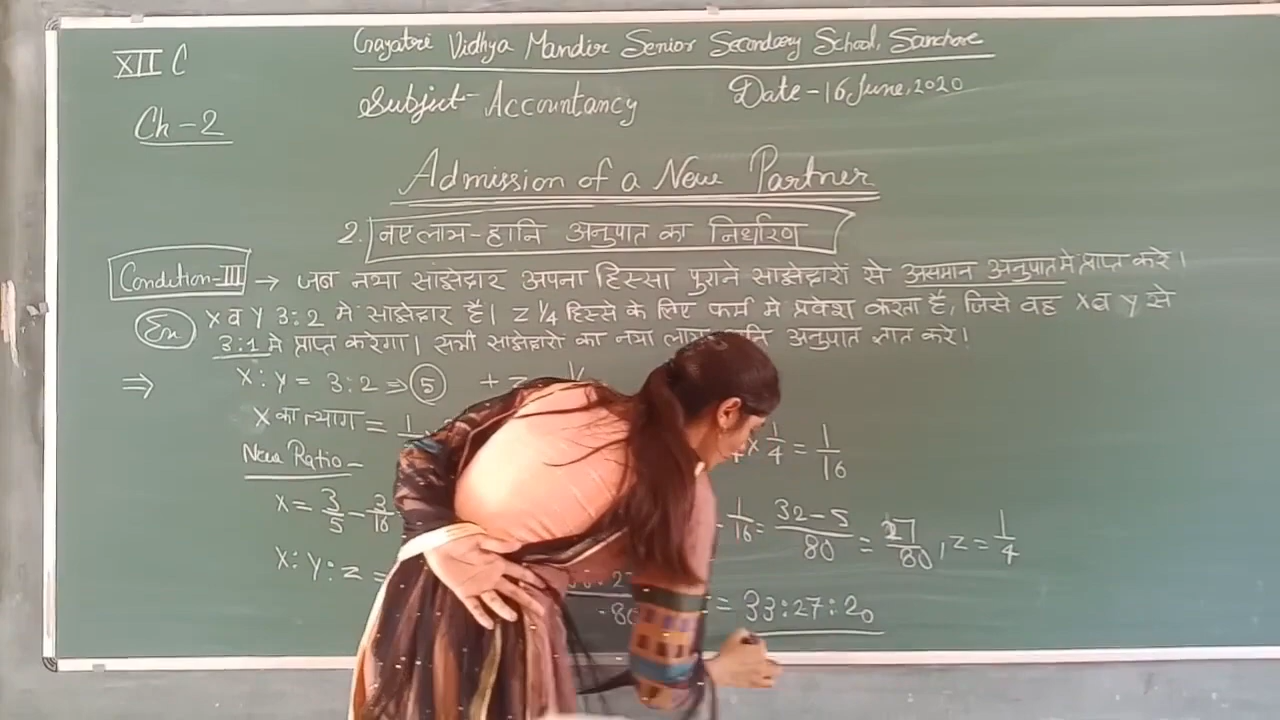 XII C
Gayatri Vidhya Mandir Senior Secondary School, Sanchore
Ch-2
Subject- Accountancy
Date-16 June, 2020
Admission of a New Partner
2. नए लाभ-हानि अनुपात का निर्धारण
Condition-III → जब नया साझेदार अपना हिस्सा पुराने साझेदारों से असमान अनुपात मे प्राप्त करे।
Ex X व Y 3:2 में साझेदार है। Z 1/4 हिस्से के लिए फर्म मे प्रवेश करता है, जिसे वह X व Y से
3:1 मे प्राप्त करेगा। सभी साझेदारो का नया लाभ हानि अनुपात ज्ञात करे।
⇒ X:Y = 3:2 ⇒ 5
X का त्याग = × 1/4 = 1/16
New Ratio-
X = 3/5 - 3/16 - 1/16 = 32-5/80 = 27/80, Z = 1/4
X:Y:Z = = 33:27:20